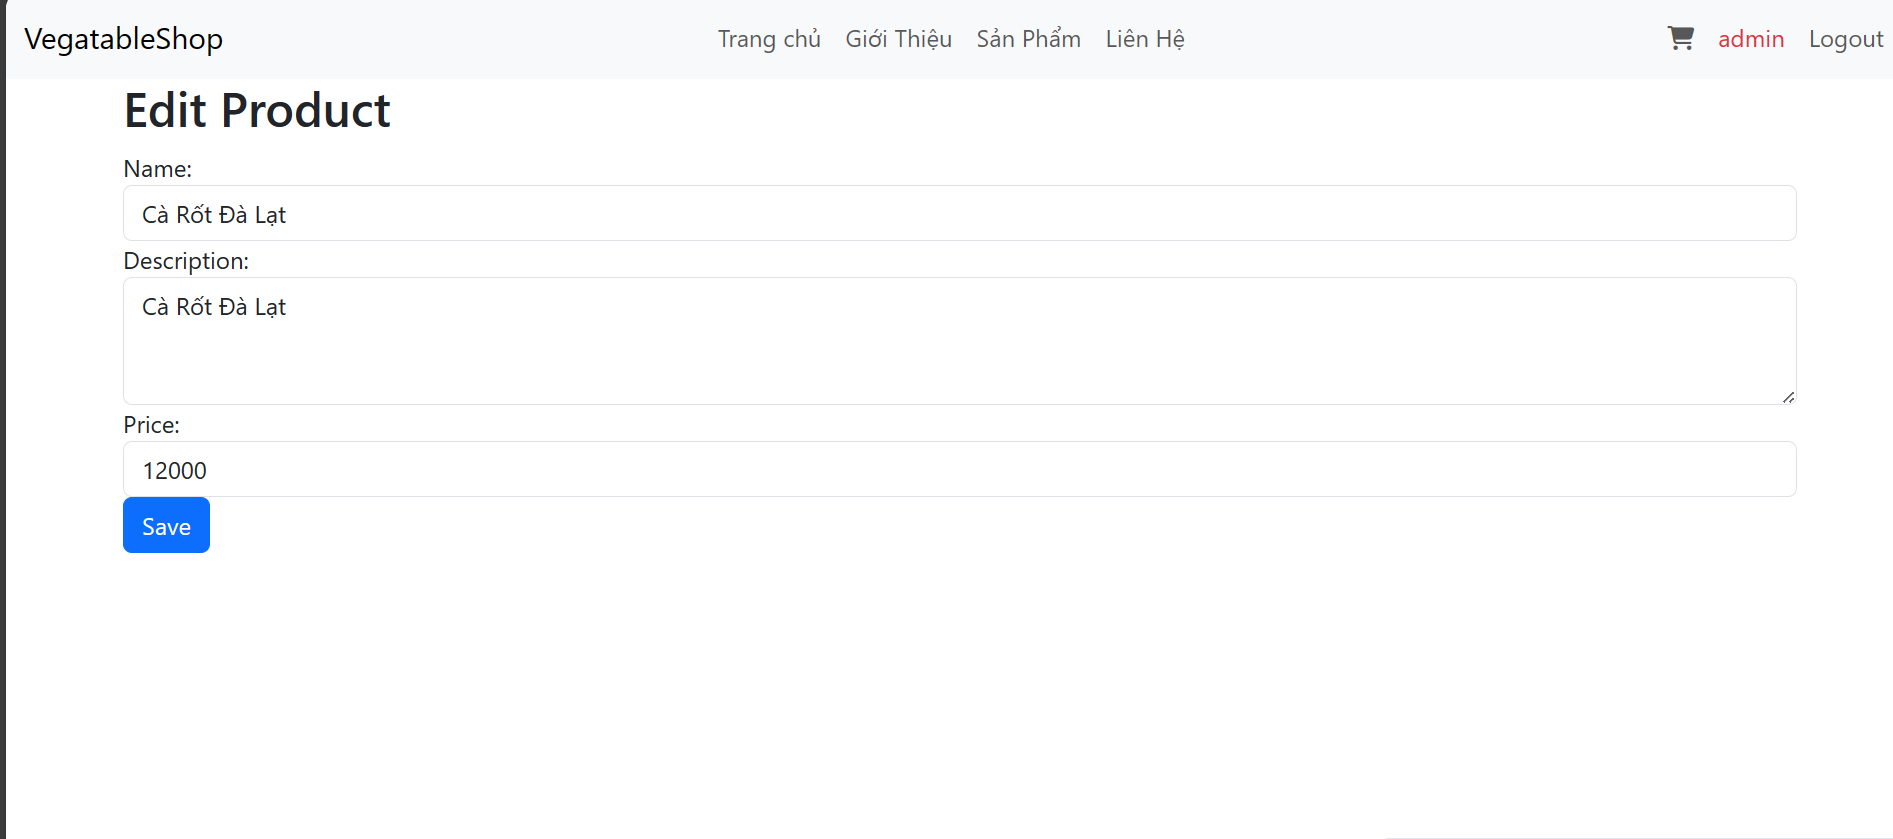 VegatableShop Trang chủ Giới Thiệu Sản Phẩm Liên Hệ admin Logout
Edit Product
Name:
Cà Rốt Đà Lạt
Description:
Cà Rốt Đà Lạt
Price:
12000
Save